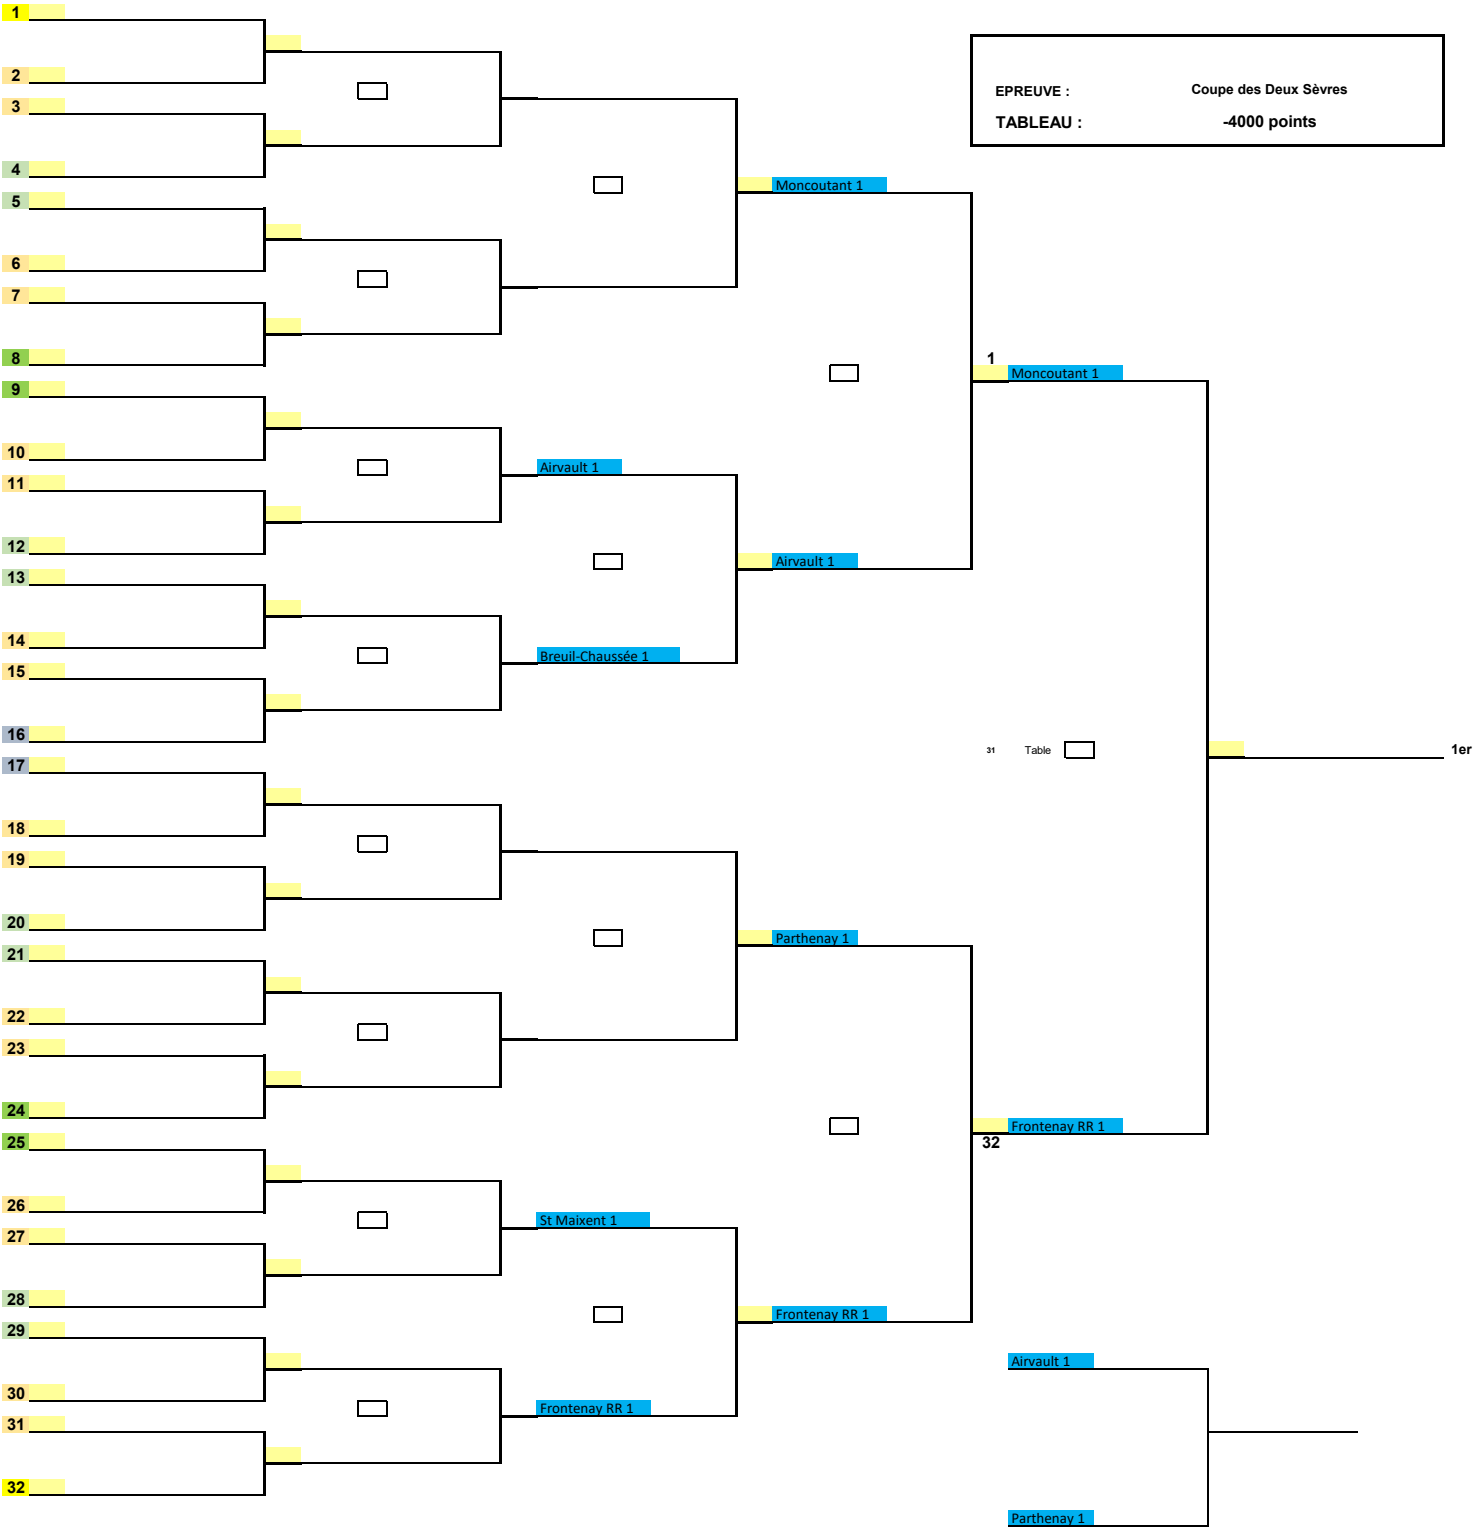 1
2
3
4
5
6
7
8
9
10
11
12
13
14
15
16
17
18
19
20
21
22
23
24
25
26
27
28
29
30
31
32
Airvault 1
Breuil-Chaussée 1
St Maixent 1
Frontenay RR 1
Moncoutant 1
Airvault 1
Parthenay 1
Frontenay RR 1
EPREUVE : Coupe des Deux Sèvres
TABLEAU : -4000 points
1
Moncoutant 1
31 Table
1er
Frontenay RR 1
32
Airvault 1
Parthenay 1